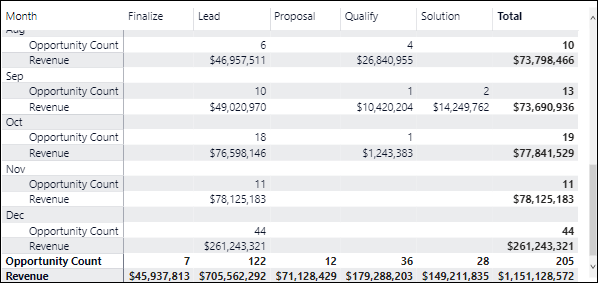 Month Finalize Lead Proposal Qualify Solution Total
Aug
Opportunity Count 6 4 10
Revenue $46,957,511 $26,840,955 $73,798,466
Sep
Opportunity Count 10 1 2 13
Revenue $49,020,970 $10,420,204 $14,249,762 $73,690,936
Oct
Opportunity Count 18 1 19
Revenue $76,598,146 $1,243,383 $77,841,529
Nov
Opportunity Count 11 11
Revenue $78,125,183 $78,125,183
Dec
Opportunity Count 44 44
Revenue $261,243,321 $261,243,321
Opportunity Count 7 122 12 36 28 205
Revenue $45,937,813 $705,562,292 $71,128,429 $179,288,203 $149,211,835 $1,151,128,572